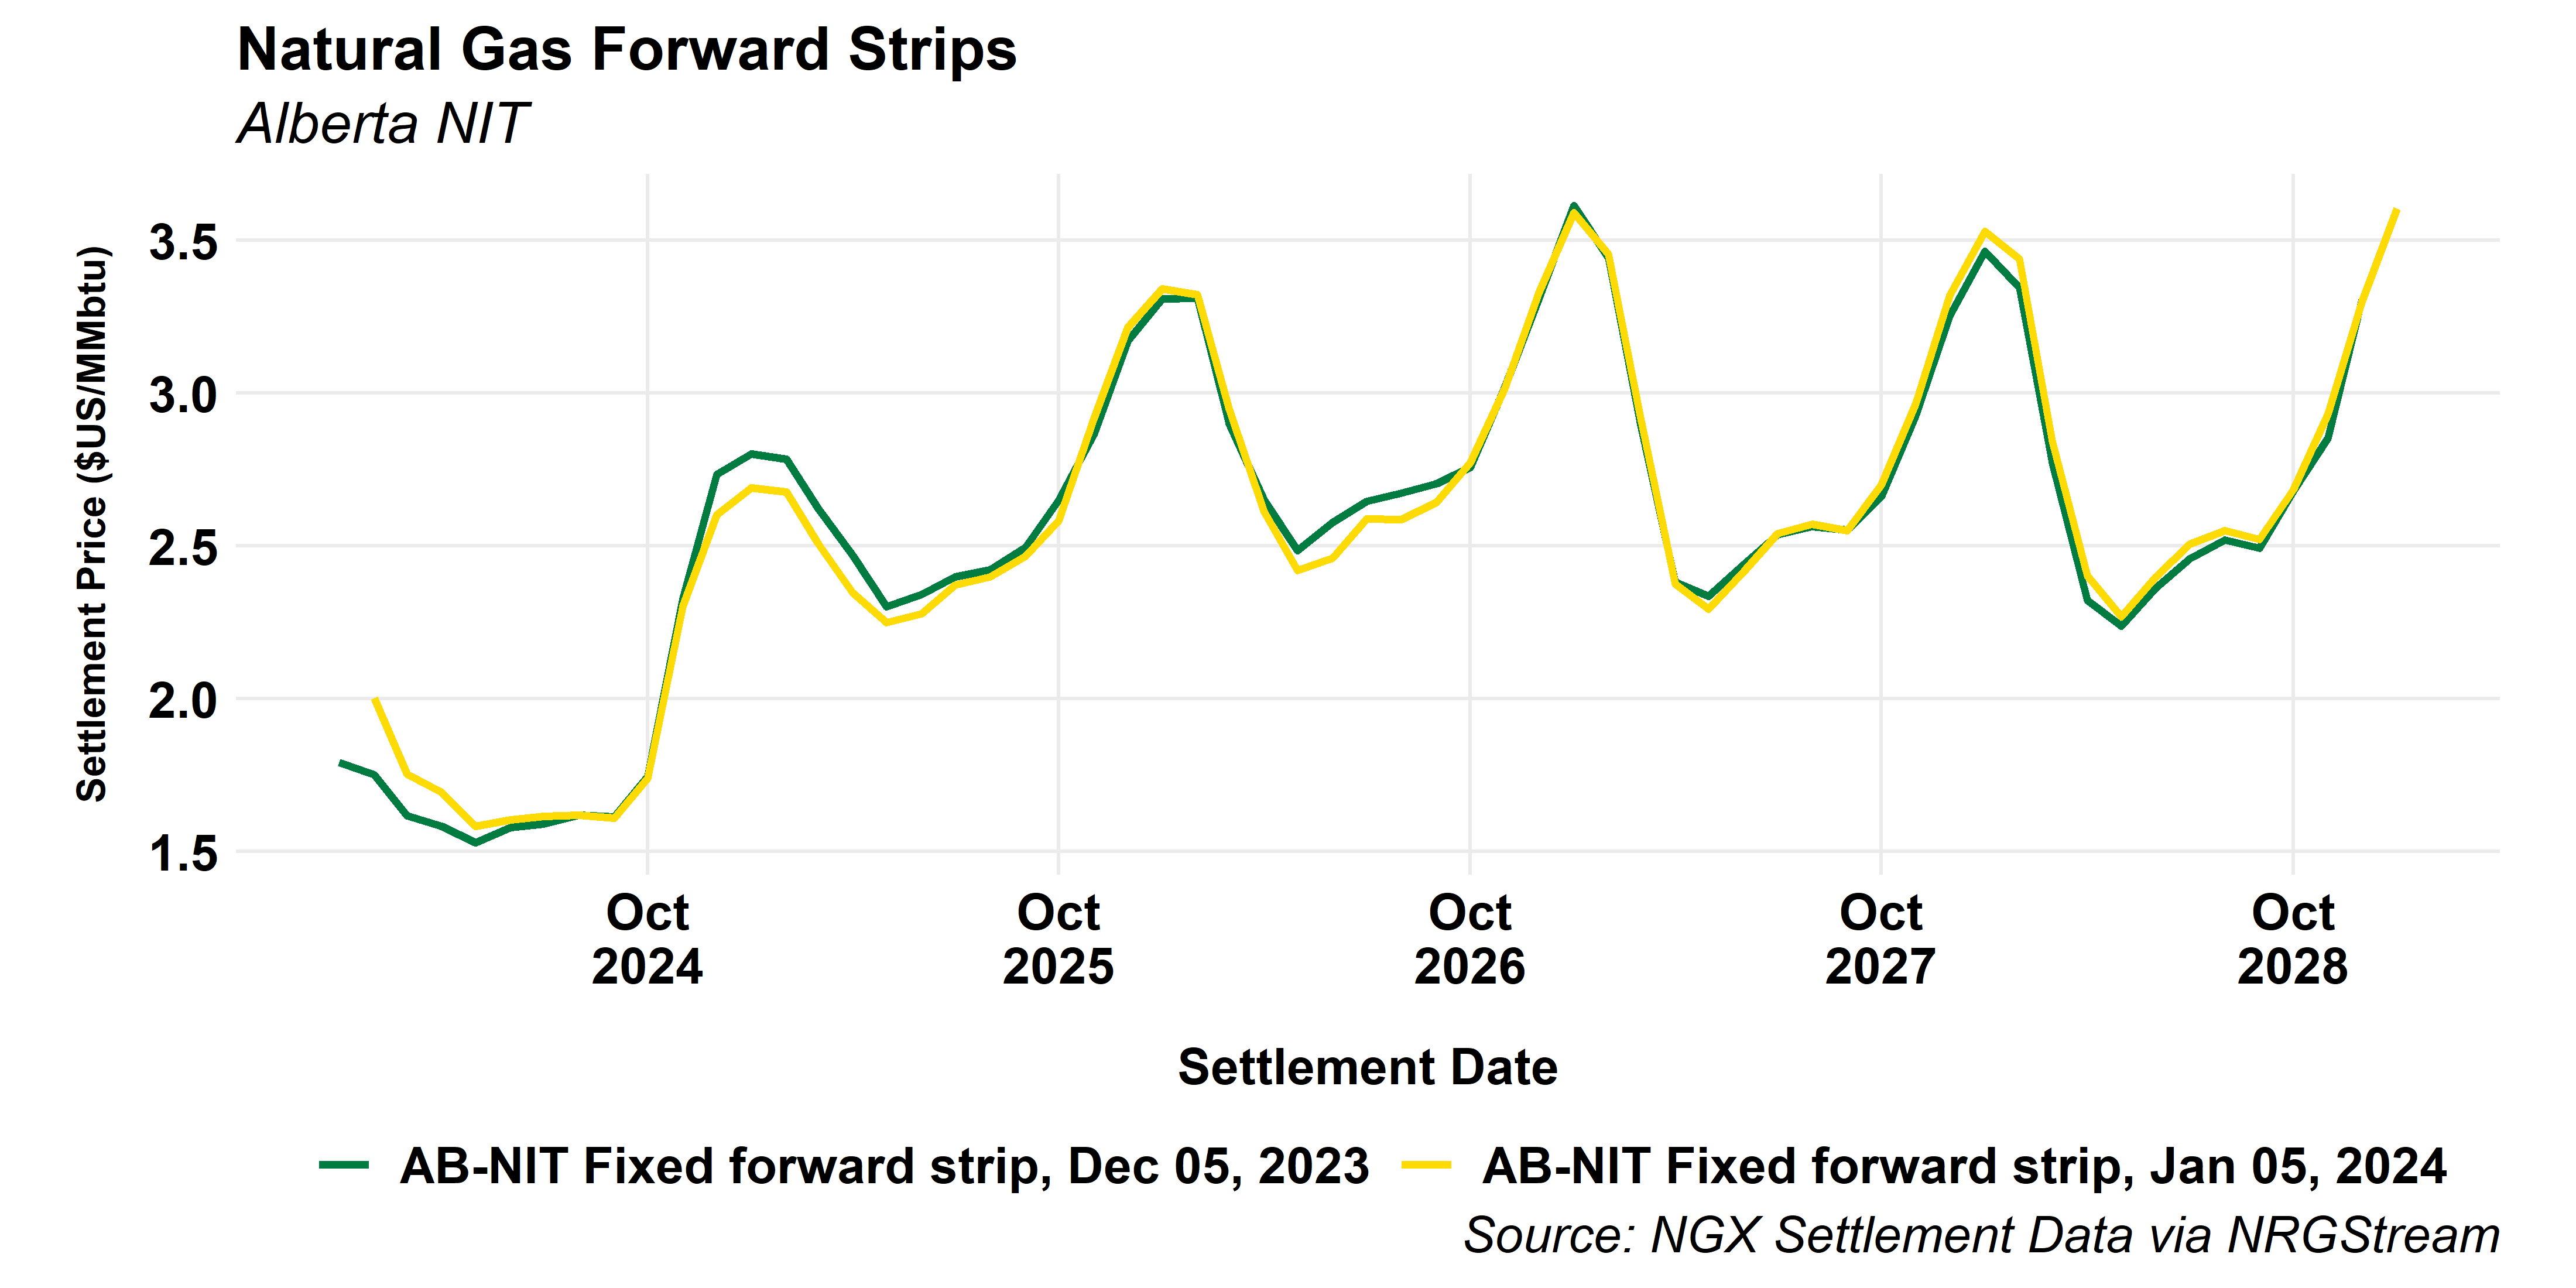 Natural Gas Forward Strips
Alberta NIT
Settlement Price ($US/MMbtu)
3.5
3.0
2.5
2.0
1.5
Oct
2024
Oct
2025
Oct
2026
Oct
2027
Oct
2028
Settlement Date
AB-NIT Fixed forward strip, Dec 05, 2023
AB-NIT Fixed forward strip, Jan 05, 2024
Source: NGX Settlement Data via NRGStream